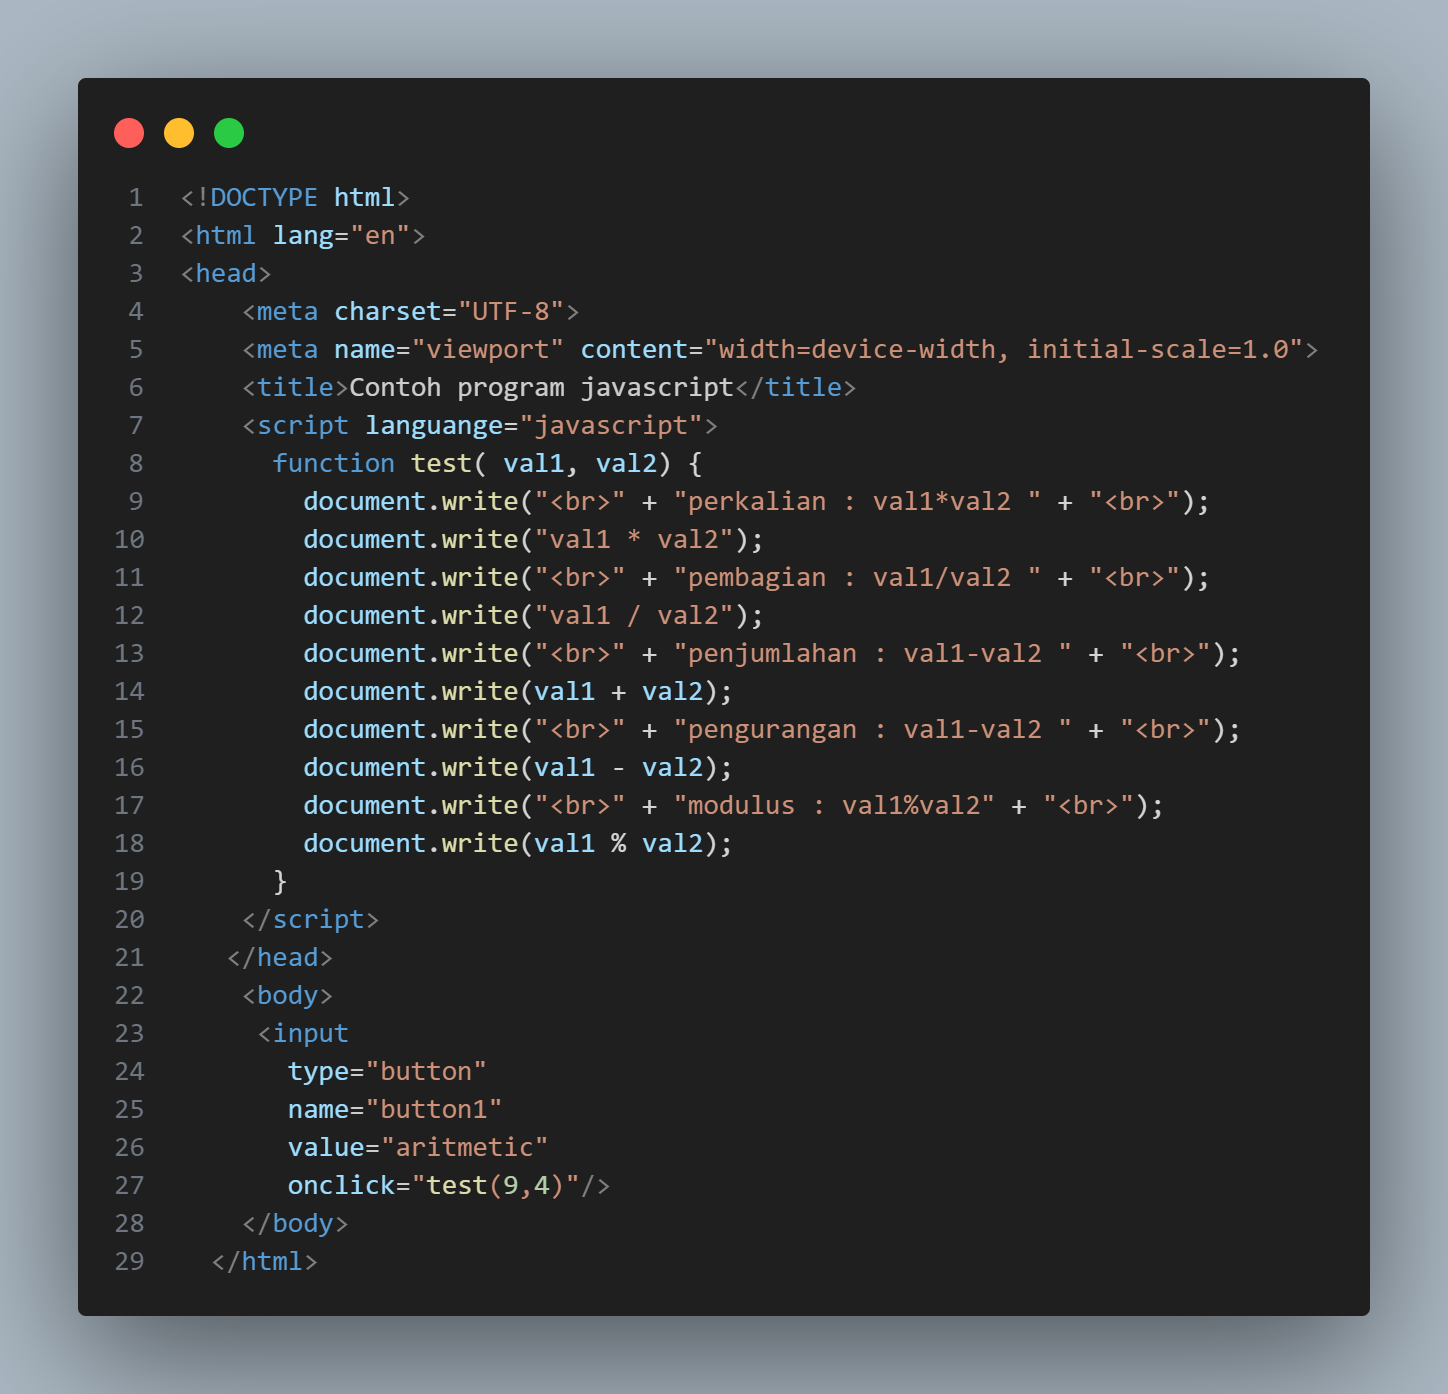 1 <!DOCTYPE html>
2 <html lang="en">
3 <head>
4     <meta charset="UTF-8">
5     <meta name="viewport" content="width=device-width, initial-scale=1.0">
6     <title>Contoh program javascript</title>
7     <script languange="javascript">
8       function test( val1, val2) {
9         document.write("<br>" + "perkalian : val1*val2 " + "<br>");
10         document.write("val1 * val2");
11         document.write("<br>" + "pembagian : val1/val2 " + "<br>");
12         document.write("val1 / val2");
13         document.write("<br>" + "penjumlahan : val1-val2 " + "<br>");
14         document.write(val1 + val2);
15         document.write("<br>" + "pengurangan : val1-val2 " + "<br>");
16         document.write(val1 - val2);
17         document.write("<br>" + "modulus : val1%val2" + "<br>");
18         document.write(val1 % val2);
19       }
20     </script>
21    </head>
22     <body>
23      <input
24        type="button"
25        name="button1"
26        value="aritmetic"
27        onclick="test(9,4)"/>
28     </body>
29   </html>